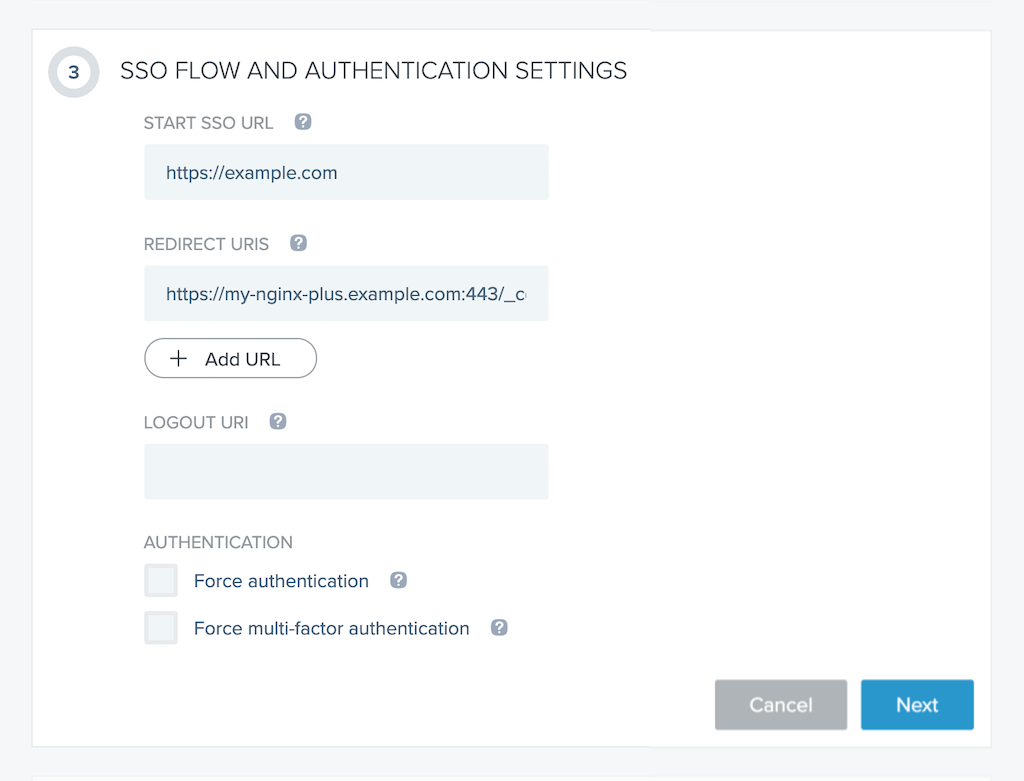 3
SSO FLOW AND AUTHENTICATION SETTINGS
START SSO URL ?
https://example.com
REDIRECT URIS ?
https://my-nginx-plus.example.com:443/_c
+ Add URL
LOGOUT URI ?
AUTHENTICATION
Force authentication ?
Force multi-factor authentication ?
Cancel Next